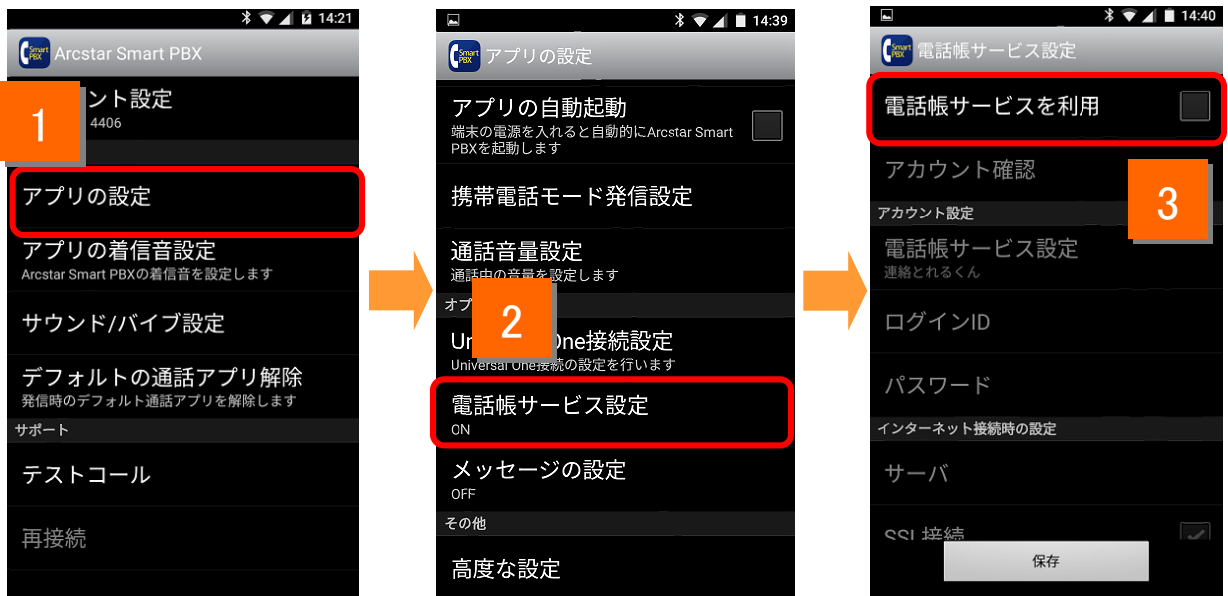 14:21
Smart PBX
Arcstar Smart PBX
1
ント設定
4406
アプリの設定
アプリの着信音設定
Arcstar Smart PBXの着信音を設定します
サウンド/バイブ設定
デフォルトの通話アプリ解除
発信時のデフォルト通話アプリを解除します
サポート
テストコール
再接続
14:39
Smart PBX
アプリの設定
アプリの自動起動
端末の電源を入れると自動的にArcstar Smart
PBXを起動します
携帯電話モード発信設定
通話音量設定
通話中の音量を設定します
オプ
2
One接続設定
Universal One接続の設定を行います
電話帳サービス設定
ON
メッセージの設定
OFF
その他
高度な設定
14:40
Smart PBX
電話帳サービス設定
電話帳サービスを利用
アカウント確認
3
アカウント設定
電話帳サービス設定
連絡とれるくん
ログインID
パスワード
インターネット接続時の設定
サーバ
SSL接続
保存